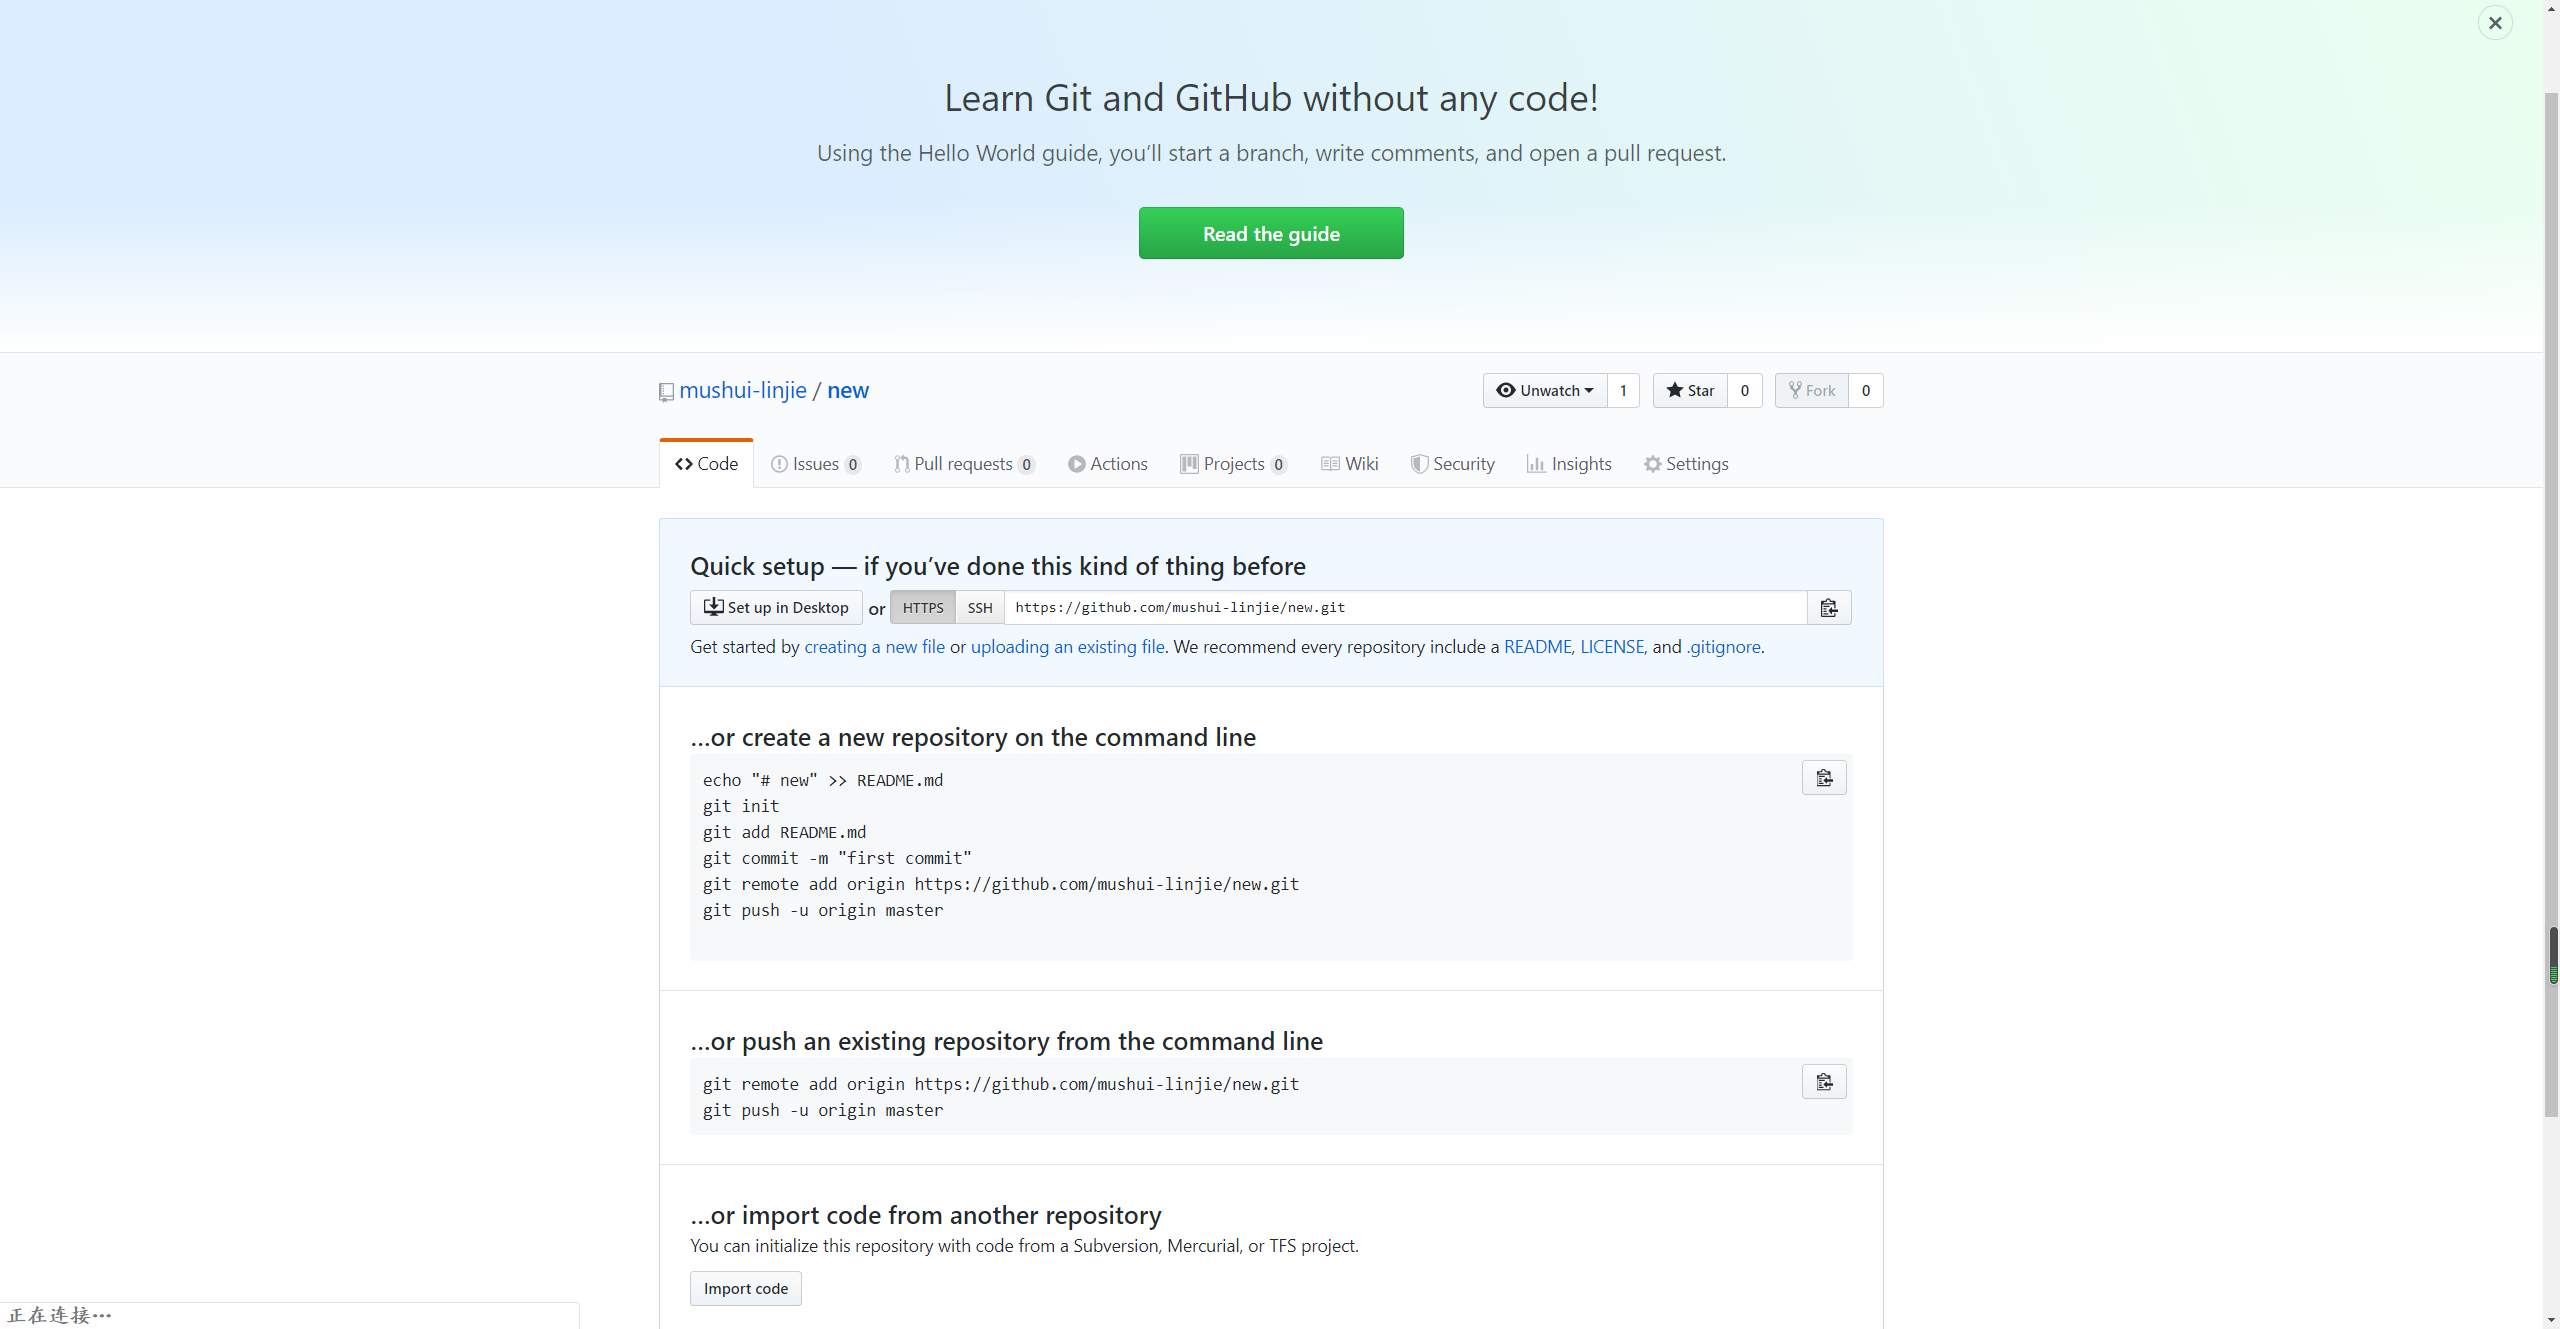 Learn Git and GitHub without any code!
Using the Hello World guide, you’ll start a branch, write comments, and open a pull request.
Read the guide
mushui-linjie / new
Unwatch 1 Star 0 Fork 0
Code Issues 0 Pull requests 0 Actions Projects 0 Wiki Security Insights Settings
Quick setup — if you’ve done this kind of thing before
Set up in Desktop or HTTPS SSH https://github.com/mushui-linjie/new.git
Get started by creating a new file or uploading an existing file. We recommend every repository include a README, LICENSE, and .gitignore.
…or create a new repository on the command line
echo "# new" >> README.md
git init
git add README.md
git commit -m "first commit"
git remote add origin https://github.com/mushui-linjie/new.git
git push -u origin master
…or push an existing repository from the command line
git remote add origin https://github.com/mushui-linjie/new.git
git push -u origin master
…or import code from another repository
You can initialize this repository with code from a Subversion, Mercurial, or TFS project.
Import code
正在连接…